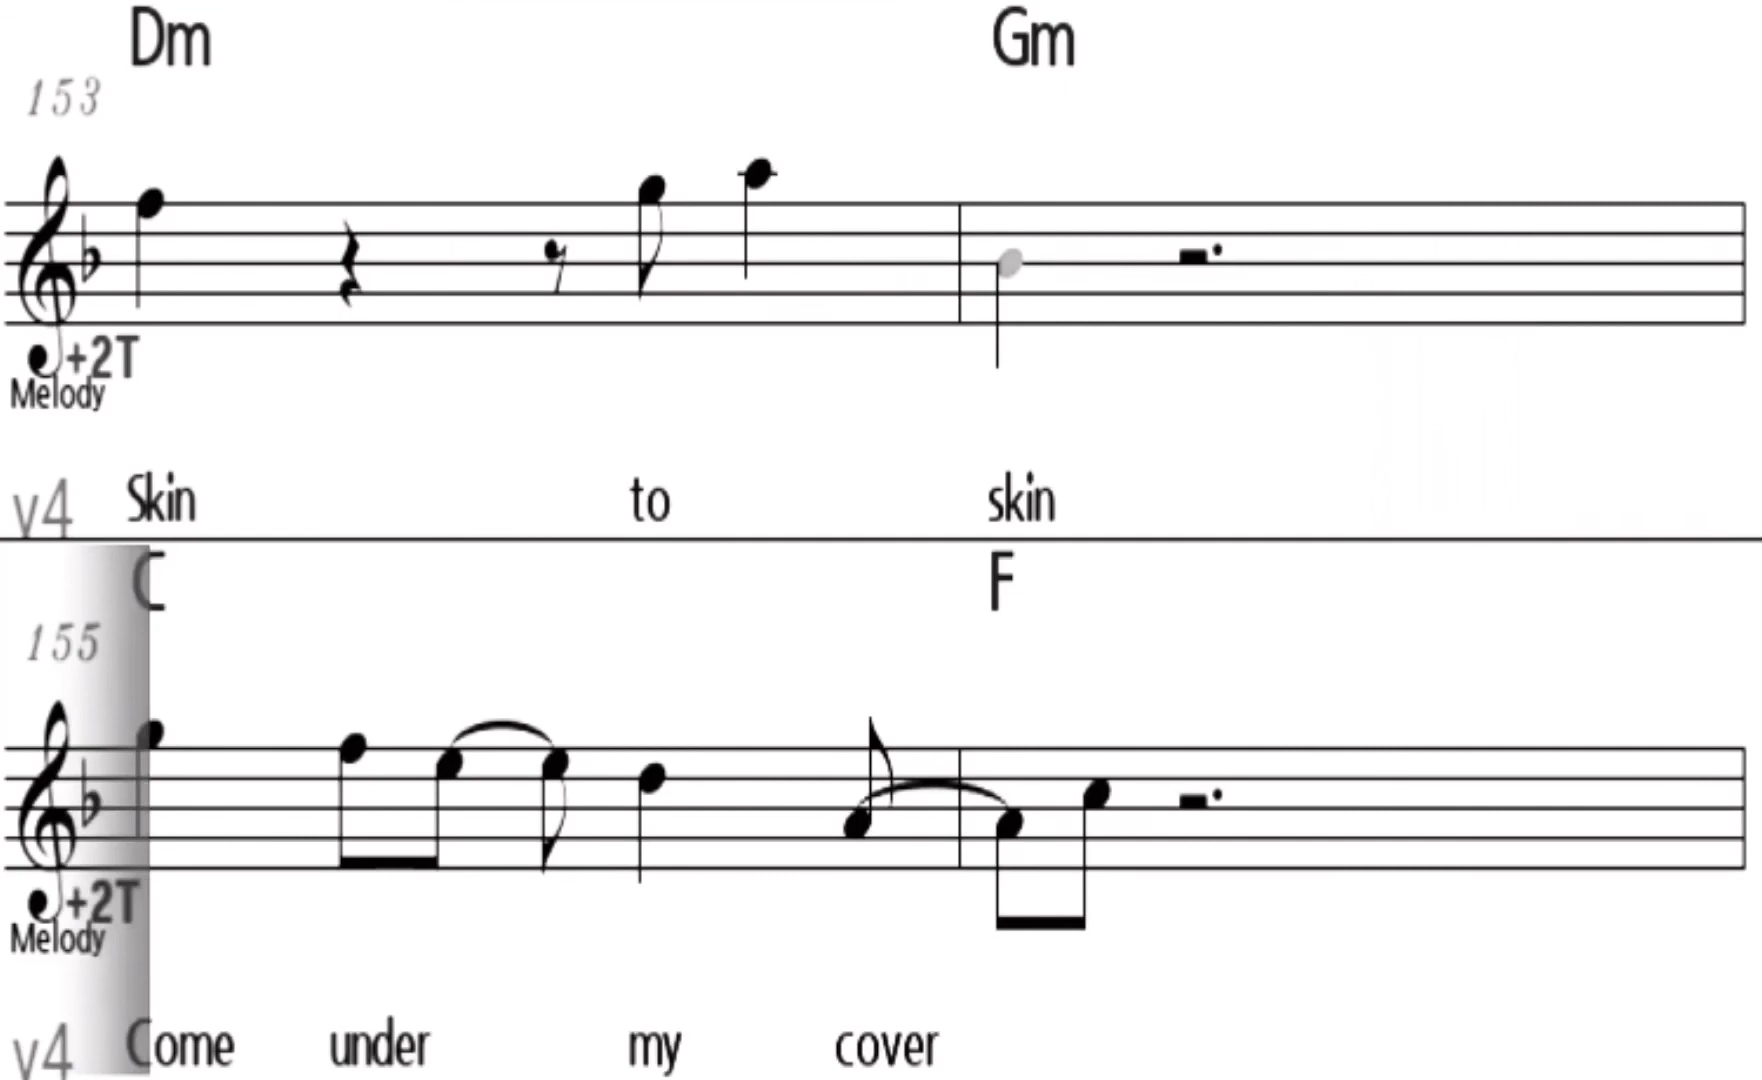 Dm Gm
153
+2T
Melody
v4 Skin to skin
C F
155
+2T
Melody
v4 Come under my cover